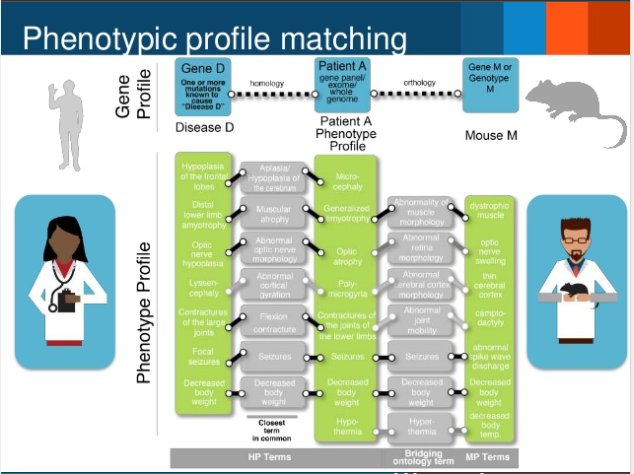 Phenotypic profile matching
Gene
Profile
Gene D
One or more
mutations
known to
cause
"Disease D"
homology
Patient A
gene panel/
exome/
whole
genome
orthology
Gene M or
Genotype
M
Disease D
Patient A
Phenotype
Profile
Mouse M
Phenotype Profile
Hypoplasia
of the frontal
lobes
Aplasia/
Hypoplasia of
the cerebrum
Micro-
cephaly
Distal
lower limb
amyotrophy
Muscular
atrophy
Generalized
amyotrophy
Abnormality of
muscle
morphology
dystrophic
muscle
Optic
nerve
hypoplasia
Abnormal
optic nerve
morphology
Optic
atrophy
Abnormal
retina
morphology
optic
nerve
swelling
Lyssen-
cephaly
Abnormal
cortical
gyration
Poly-
microgyria
Abnormal
cerebral cortex
morphology
thin
cerebral
cortex
Contractures
of the large
joints
Flexion
contracture
Contractures of
the joints of
the lower limbs
Abnormal
joint
mobility
campto-
dactyly
Focal
seizures
Seizures
Seizures
Seizures
abnormal
spike wave
discharge
Decreased
body
weight
Decreased
body
weight
Decreased
body
weight
Decreased
body
weight
Decreased
body
weight
Closest
term
in common
Hypo-
thermia
Hyper-
thermia
decreased
body
temp.
HP Terms
Bridging
ontology term
MP Terms